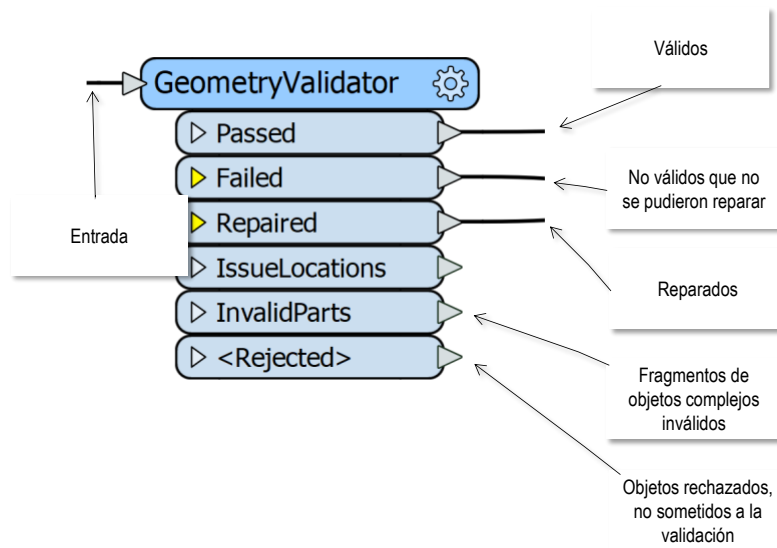 Válidos
GeometryValidator
Passed
Failed
No válidos que no
se pudieron reparar
Repaired
Entrada
IssueLocations
Reparados
InvalidParts
<Rejected>
Fragmentos de
objetos complejos
inválidos
Objetos rechazados,
no sometidos a la
validación